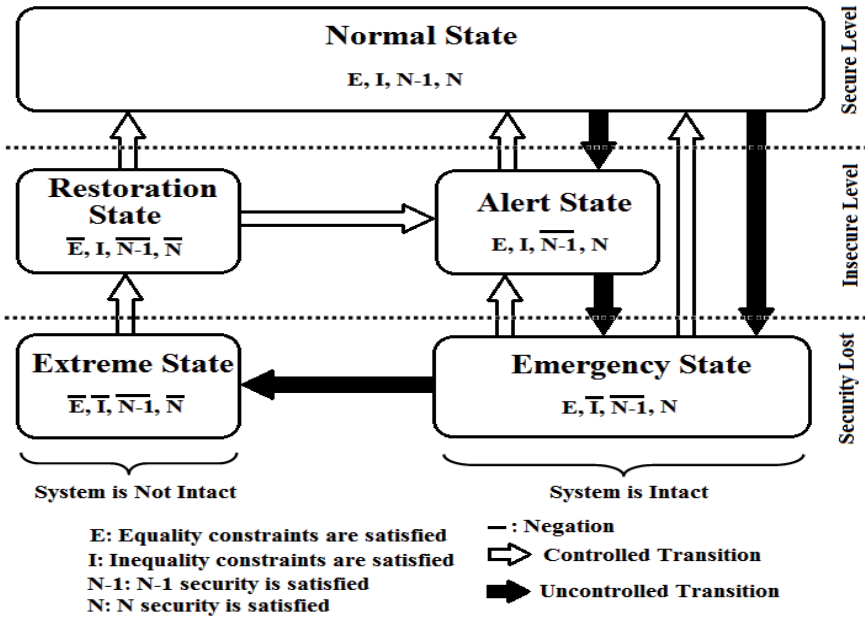 Normal State
E, I, N-1, N
Secure Level
Restoration
State
E̅, I, N̅-̅1̅, N̅
Alert State
E, I, N̅-̅1̅, N
Insecure Level
Extreme State
E̅, I̅, N̅-̅1̅, N̅
Emergency State
E, I̅, N̅-̅1̅, N
Security Lost
System is Not Intact
System is Intact
E: Equality constraints are satisfied
I: Inequality constraints are satisfied
N-1: N-1 security is satisfied
N: N security is satisfied
— : Negation
Controlled Transition
Uncontrolled Transition